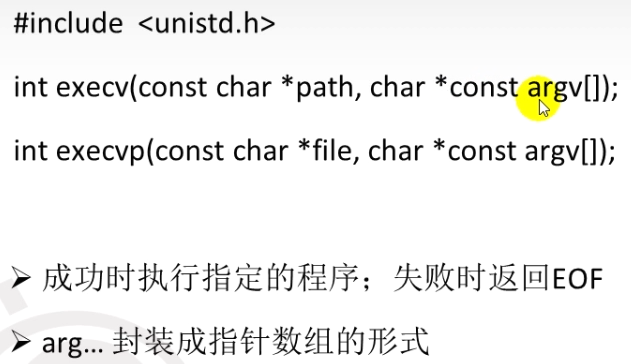 #include <unistd.h>
int execv(const char *path, char *const argv[]);
int execvp(const char *file, char *const argv[]);
➢ 成功时执行指定的程序；失败时返回EOF
➢ arg... 封装成指针数组的形式